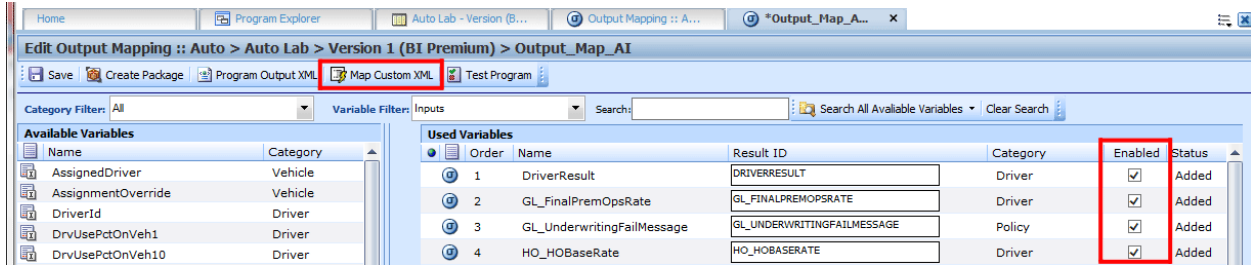 Home Program Explorer Auto Lab - Version (B... Output Mapping :: A... *Output_Map_A... x
Edit Output Mapping :: Auto > Auto Lab > Version 1 (BI Premium) > Output_Map_AI
Save Create Package Program Output XML Map Custom XML Test Program
Category Filter: All Variable Filter: Inputs Search: Search All Avaliable Variables Clear Search
Available Variables Used Variables
Name Category Order Name Result ID Category Enabled Status
AssignedDriver Vehicle 1 DriverResult DRIVERRESULT Driver Added
AssignmentOverride Vehicle 2 GL_FinalPremOpsRate GL_FINALPREMOPSRATE Driver Added
DriverId Driver 3 GL_UnderwritingFailMessage GL_UNDERWRITINGFAILMESSAGE Policy Added
DrvUsePctOnVeh1 Driver
DrvUsePctOnVeh10 Driver 4 HO_HOBaseRate HO_HOBASERATE Driver Added